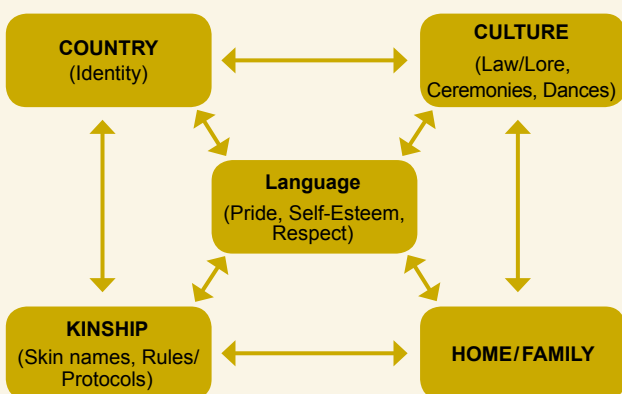 COUNTRY
(Identity)
CULTURE
(Law/Lore,
Ceremonies, Dances)
Language
(Pride, Self-Esteem,
Respect)
KINSHIP
(Skin names, Rules/
Protocols)
HOME/FAMILY